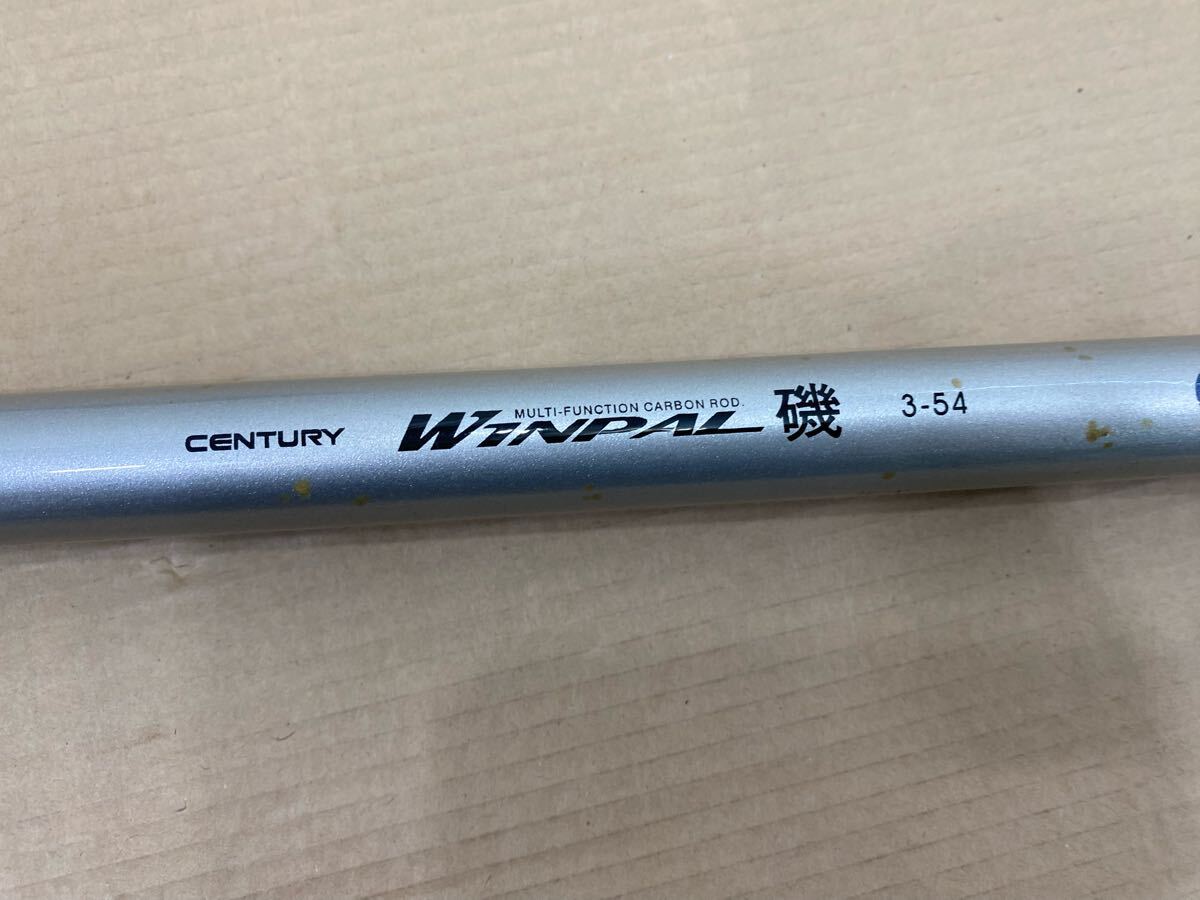 CENTURY
MULTI-FUNCTION CARBON ROD.
WINPAL 磯 3-54